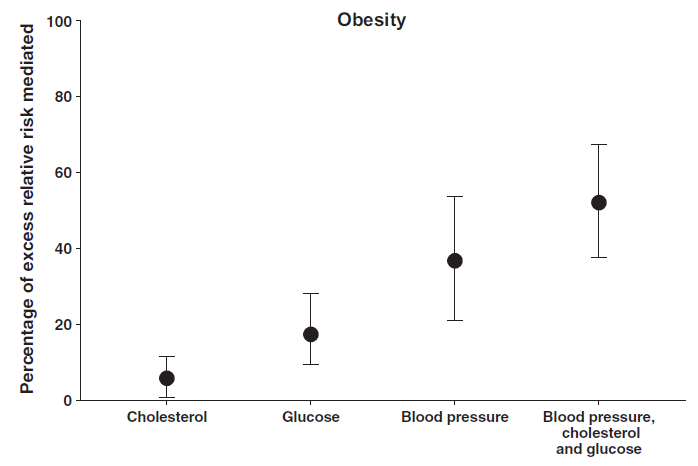 Obesity
Percentage of excess relative risk mediated
100
80
60
40
20
0
Cholesterol
Glucose
Blood pressure
Blood pressure,
cholesterol
and glucose